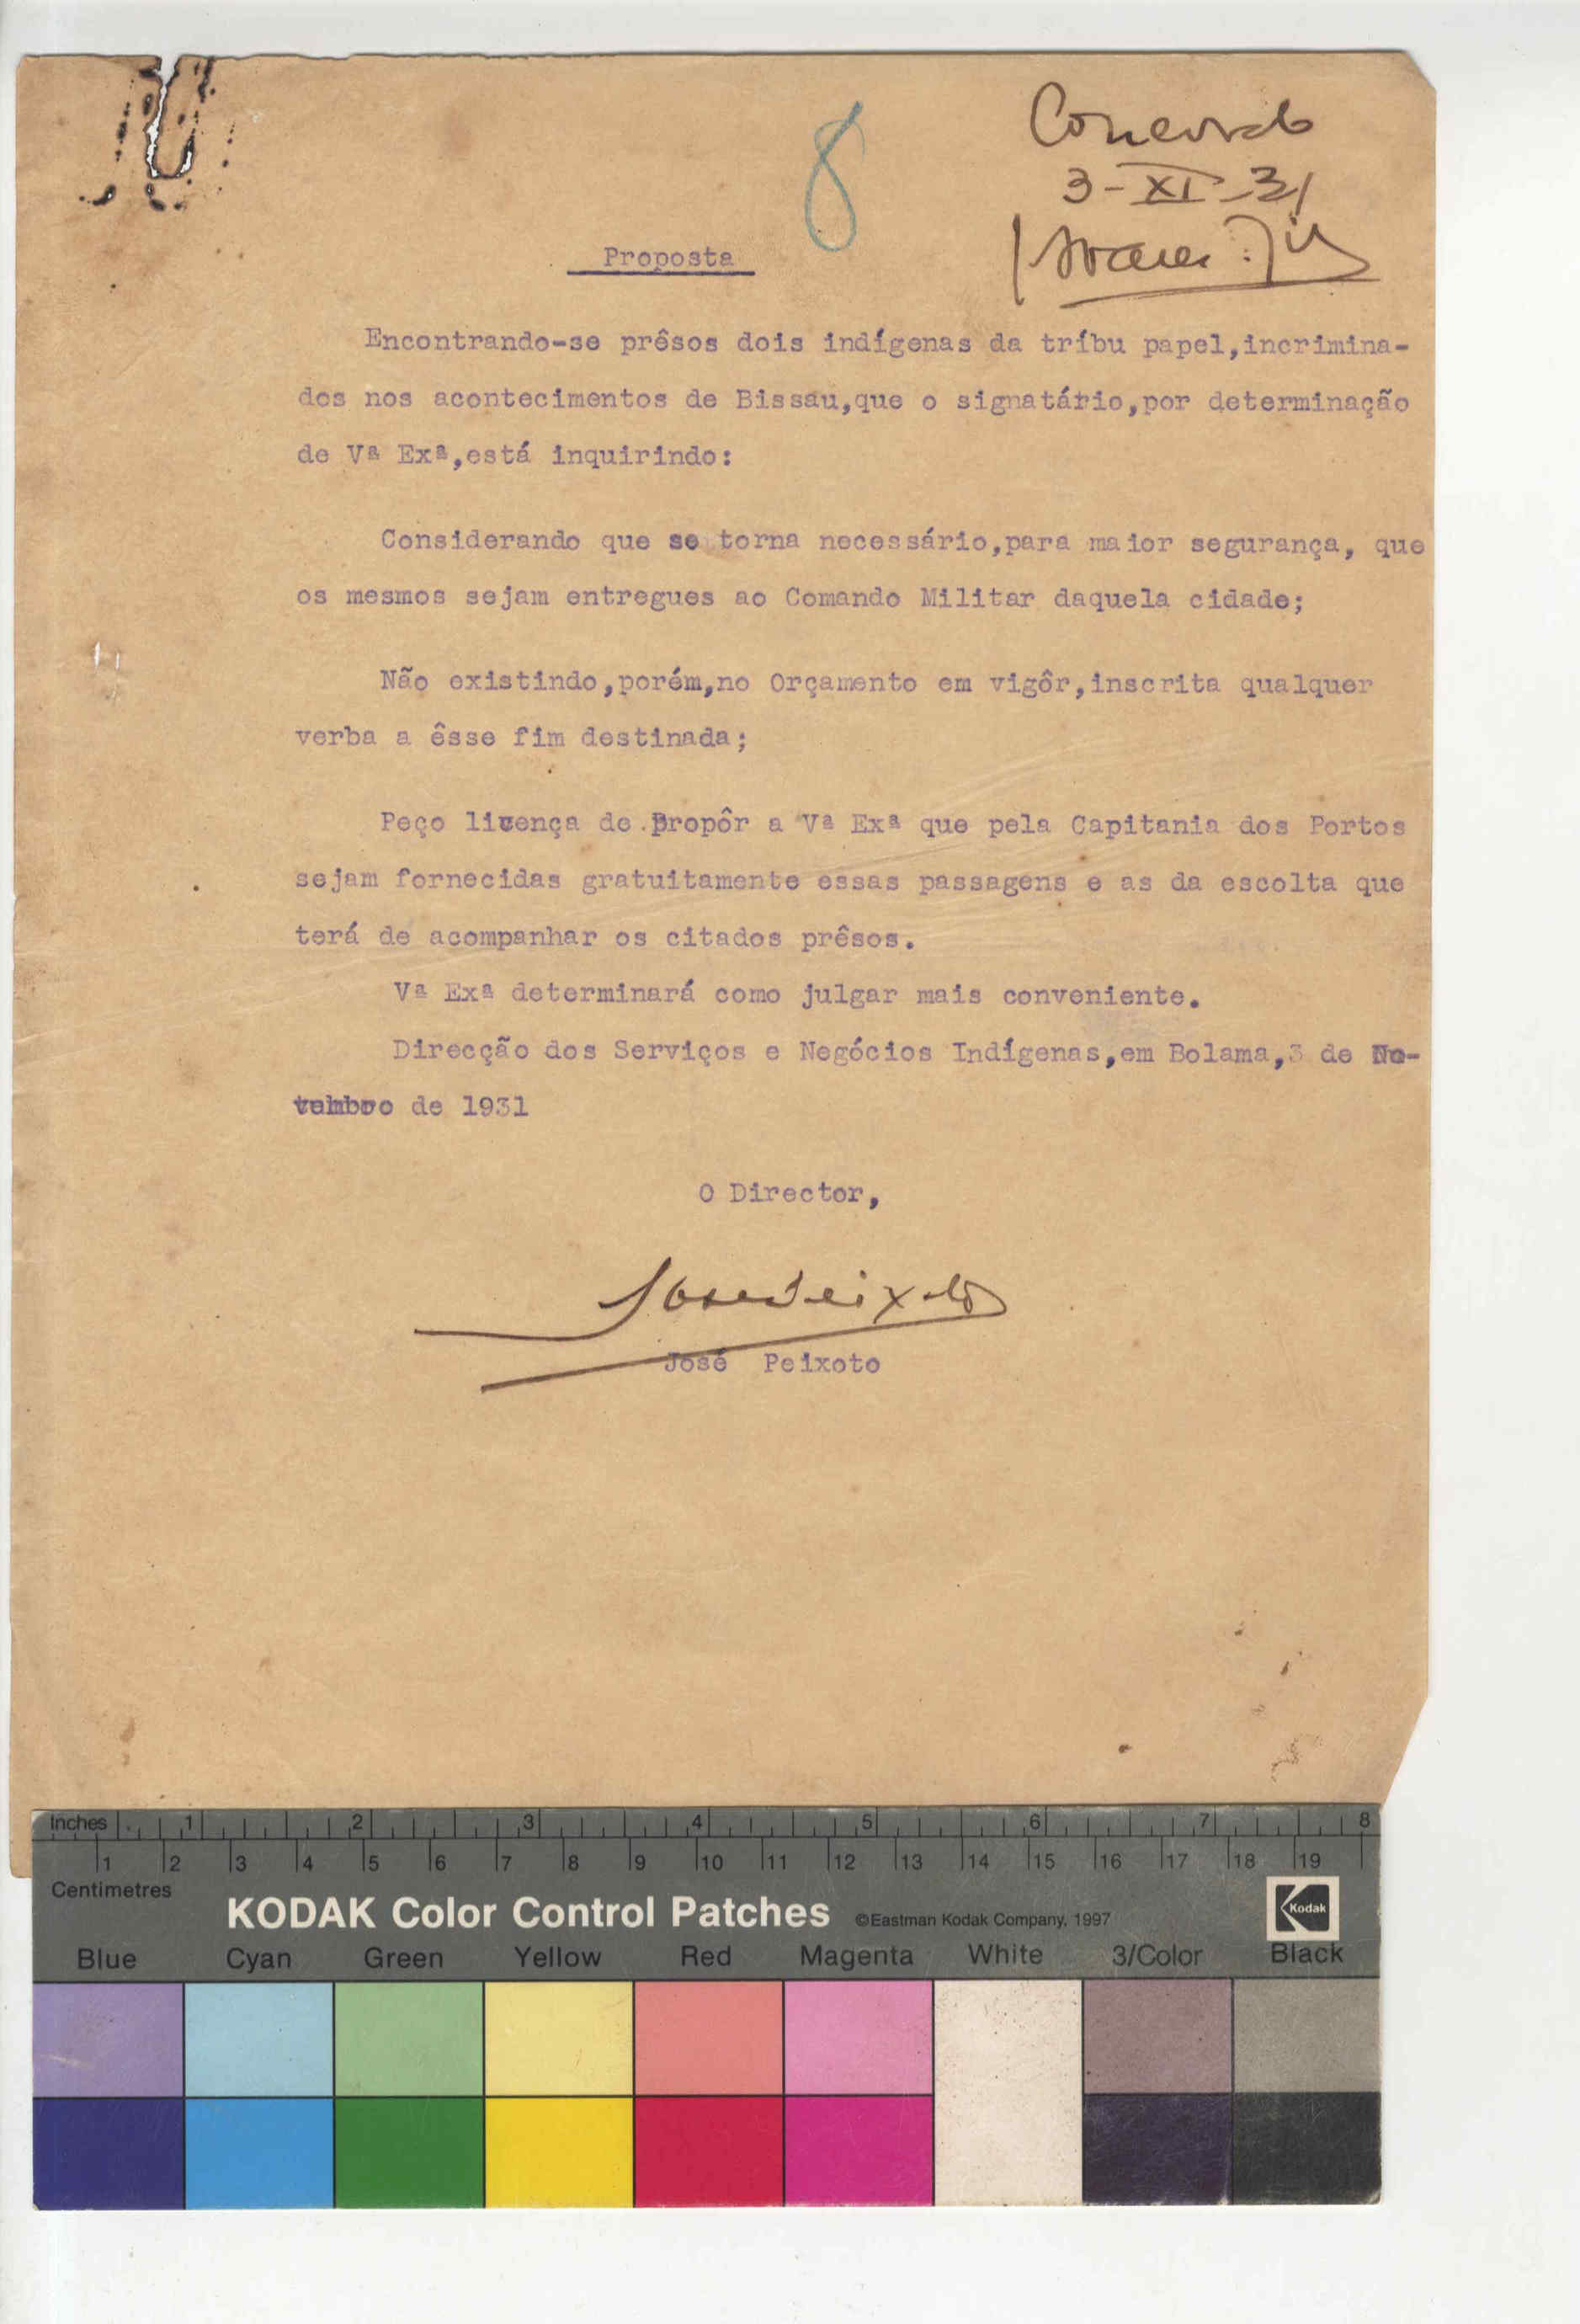 8
Concordo
3-XI-31
Proposta
Encontrando-se prêsos dois indígenas da tríbu papel,incrimina-
dos nos acontecimentos de Bissau,que o signatário,por determinação
de Vª Exª,está inquirindo:
Considerando que se torna necessário,para maior segurança, que
os mesmos sejam entregues ao Comando Militar daquela cidade;
Não existindo,porém,no Orçamento em vigôr,inscrita qualquer
verba a êsse fim destinada;
Peço licença de propôr a Vª Exª que pela Capitania dos Portos
sejam fornecidas gratuitamente essas passagens e as da escolta que
terá de acompanhar os citados prêsos.
Vª Exª determinará como julgar mais conveniente.
Direcção dos Serviços e Negócios Indígenas,em Bolama,3 de No-
vembro de 1931
O Director,
José Peixoto
José Peixoto
Inches 1 2 3 4 5 6 7 8
1 2 3 4 5 6 7 8 9 10 11 12 13 14 15 16 17 18 19
Centimetres
KODAK Color Control Patches ©Eastman Kodak Company, 1997 Kodak
Blue Cyan Green Yellow Red Magenta White 3/Color Black